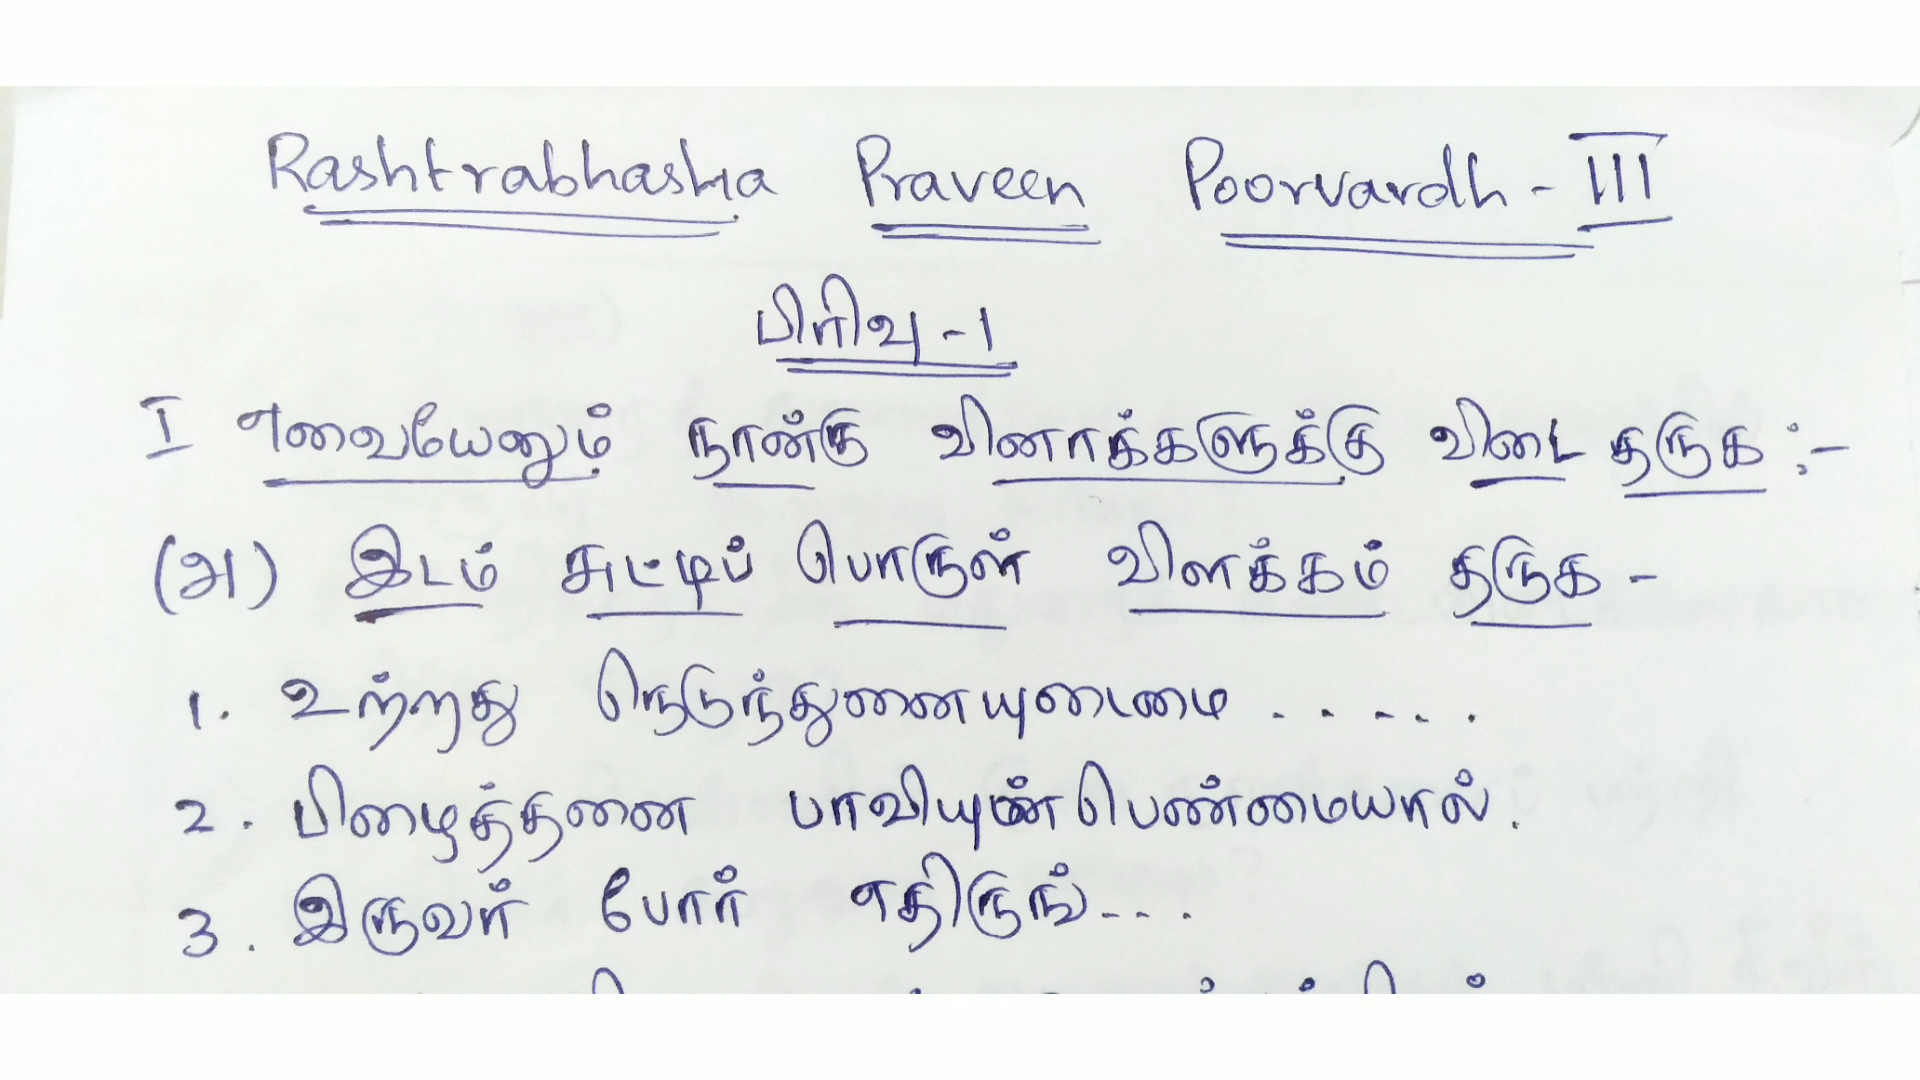 Rashtrabhasha Praveen Poorvardh - III
பிரிவு - 1
I எவையேனும் நான்கு வினாக்களுக்கு விடை தருக :-
(அ) இடம் சுட்டிப் பொருள் விளக்கம் தருக -
1. உற்றது நெடுந்துணையுடைமை . . . . . .
2. பிழைத்தனை பாவியுன்பெண்மையால்.
3. இருவர் போர் எதிருங் . . . .